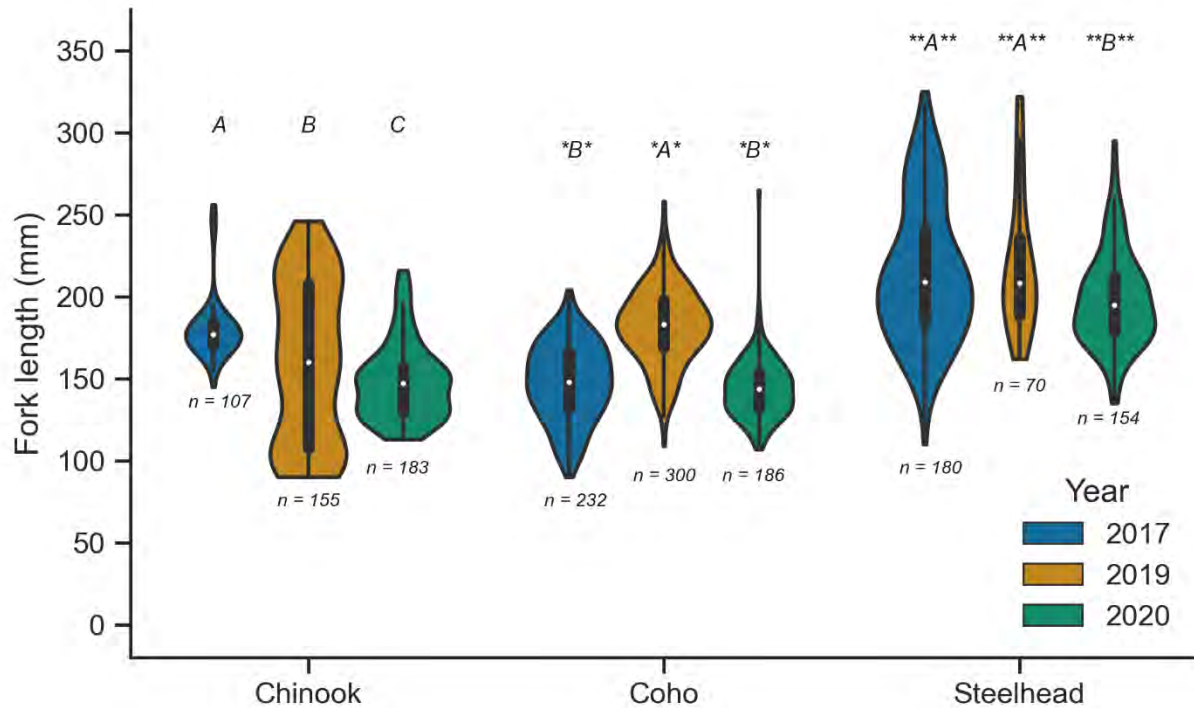 Fork length (mm)
350
300
250
200
150
100
50
0
A B C
*B* *A* *B*
**A** **A** **B**
n = 107
n = 155
n = 183
n = 232
n = 300
n = 186
n = 180
n = 70
n = 154
Year
2017
2019
2020
Chinook Coho Steelhead